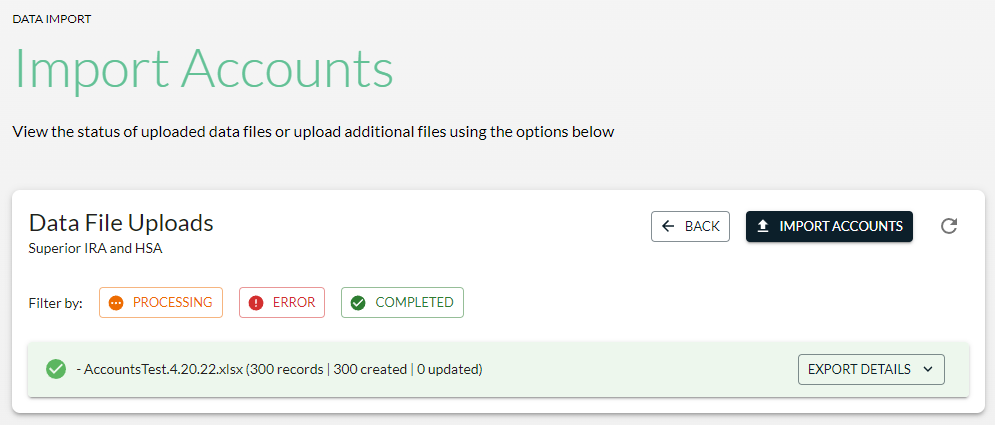 DATA IMPORT
Import Accounts
View the status of uploaded data files or upload additional files using the options below
Data File Uploads
BACK
IMPORT ACCOUNTS
Superior IRA and HSA
Filter by:
PROCESSING
ERROR
COMPLETED
- AccountsTest.4.20.22.xlsx (300 records | 300 created | 0 updated)
EXPORT DETAILS